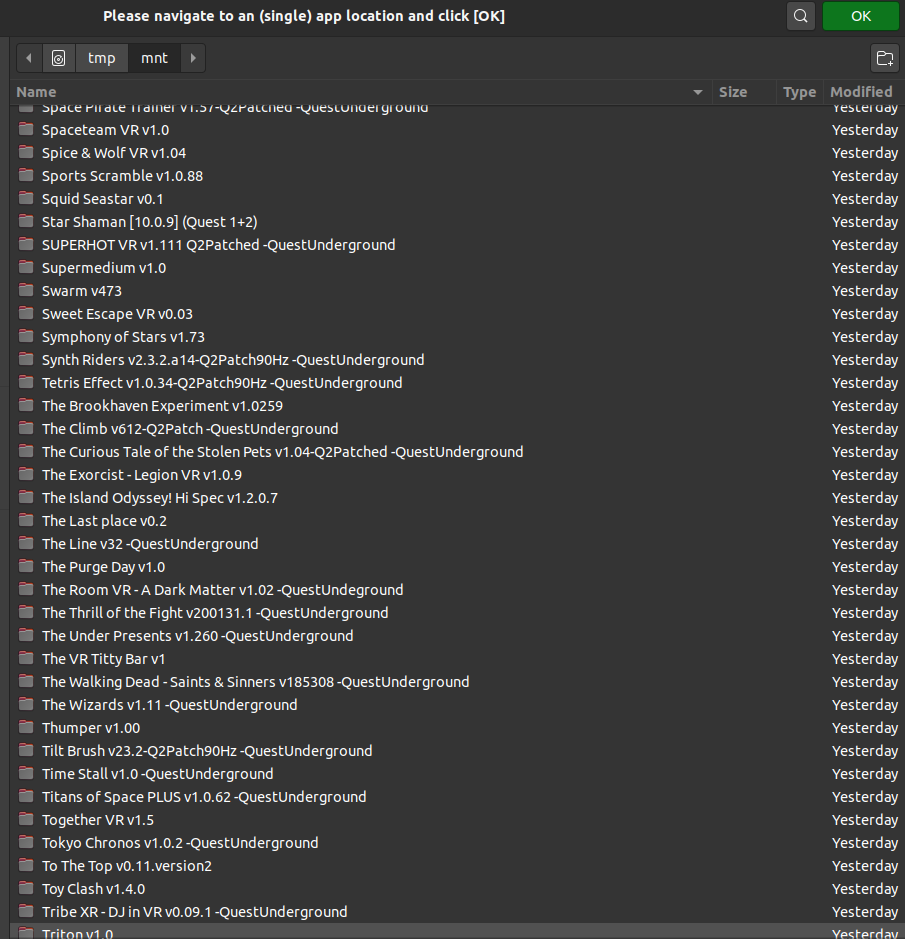 Please navigate to an (single) app location and click [OK]
OK
tmp
mnt
Name Size Type Modified
Space Pirate Trainer v1.57-Q2Patched -QuestUnderground Yesterday
Spaceteam VR v1.0 Yesterday
Spice & Wolf VR v1.04 Yesterday
Sports Scramble v1.0.88 Yesterday
Squid Seastar v0.1 Yesterday
Star Shaman [10.0.9] (Quest 1+2) Yesterday
SUPERHOT VR v1.111 Q2Patched -QuestUnderground Yesterday
Supermedium v1.0 Yesterday
Swarm v473 Yesterday
Sweet Escape VR v0.03 Yesterday
Symphony of Stars v1.73 Yesterday
Synth Riders v2.3.2.a14-Q2Patch90Hz -QuestUnderground Yesterday
Tetris Effect v1.0.34-Q2Patch90Hz -QuestUnderground Yesterday
The Brookhaven Experiment v1.0259 Yesterday
The Climb v612-Q2Patch -QuestUnderground Yesterday
The Curious Tale of the Stolen Pets v1.04-Q2Patched -QuestUnderground Yesterday
The Exorcist - Legion VR v1.0.9 Yesterday
The Island Odyssey! Hi Spec v1.2.0.7 Yesterday
The Last place v0.2 Yesterday
The Line v32 -QuestUnderground Yesterday
The Purge Day v1.0 Yesterday
The Room VR - A Dark Matter v1.02 -QuestUnderground Yesterday
The Thrill of the Fight v200131.1 -QuestUnderground Yesterday
The Under Presents v1.260 -QuestUnderground Yesterday
The VR Titty Bar v1 Yesterday
The Walking Dead - Saints & Sinners v185308 -QuestUnderground Yesterday
The Wizards v1.11 -QuestUnderground Yesterday
Thumper v1.00 Yesterday
Tilt Brush v23.2-Q2Patch90Hz -QuestUnderground Yesterday
Time Stall v1.0 -QuestUnderground Yesterday
Titans of Space PLUS v1.0.62 -QuestUnderground Yesterday
Together VR v1.5 Yesterday
Tokyo Chronos v1.0.2 -QuestUnderground Yesterday
To The Top v0.11.version2 Yesterday
Toy Clash v1.4.0 Yesterday
Tribe XR - DJ in VR v0.09.1 -QuestUnderground Yesterday
Triton v1.0 Yesterday